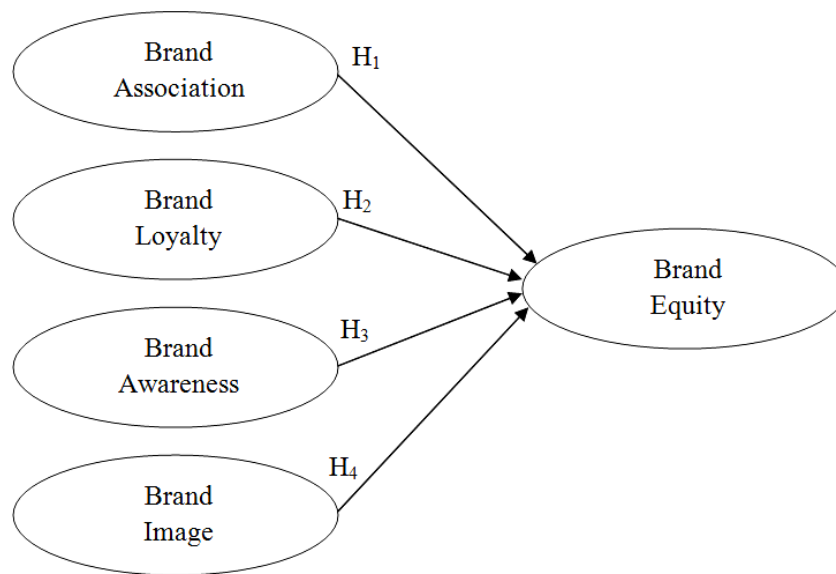 Brand
Association
H₁
Brand
Loyalty
H₂
Brand
Awareness
H₃
Brand
Image
H₄
Brand
Equity